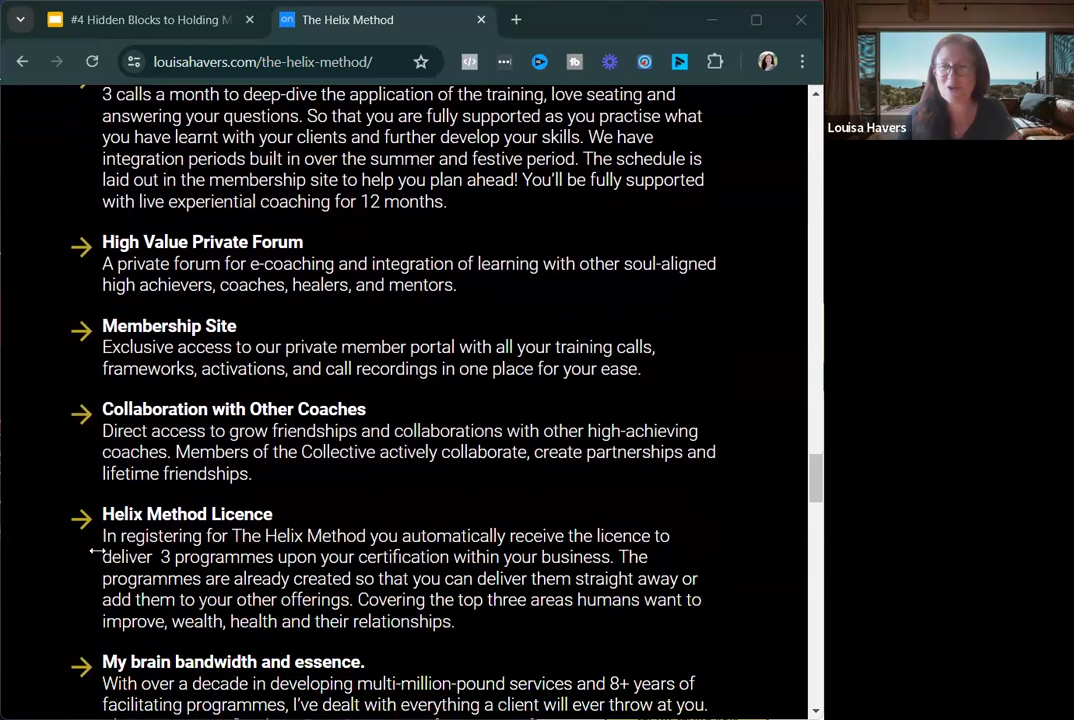 #4 Hidden Blocks to Holding M
The Helix Method
louisahavers.com/the-helix-method/
Louisa Havers
3 calls a month to deep-dive the application of the training, love seating and
answering your questions. So that you are fully supported as you practise what
you have learnt with your clients and further develop your skills. We have
integration periods built in over the summer and festive period. The schedule is
laid out in the membership site to help you plan ahead! You'll be fully supported
with live experiential coaching for 12 months.
High Value Private Forum
A private forum for e-coaching and integration of learning with other soul-aligned
high achievers, coaches, healers, and mentors.
Membership Site
Exclusive access to our private member portal with all your training calls,
frameworks, activations, and call recordings in one place for your ease.
Collaboration with Other Coaches
Direct access to grow friendships and collaborations with other high-achieving
coaches. Members of the Collective actively collaborate, create partnerships and
lifetime friendships.
Helix Method Licence
In registering for The Helix Method you automatically receive the licence to
deliver 3 programmes upon your certification within your business. The
programmes are already created so that you can deliver them straight away or
add them to your other offerings. Covering the top three areas humans want to
improve, wealth, health and their relationships.
My brain bandwidth and essence.
With over a decade in developing multi-million-pound services and 8+ years of
facilitating programmes, I've dealt with everything a client will ever throw at you.